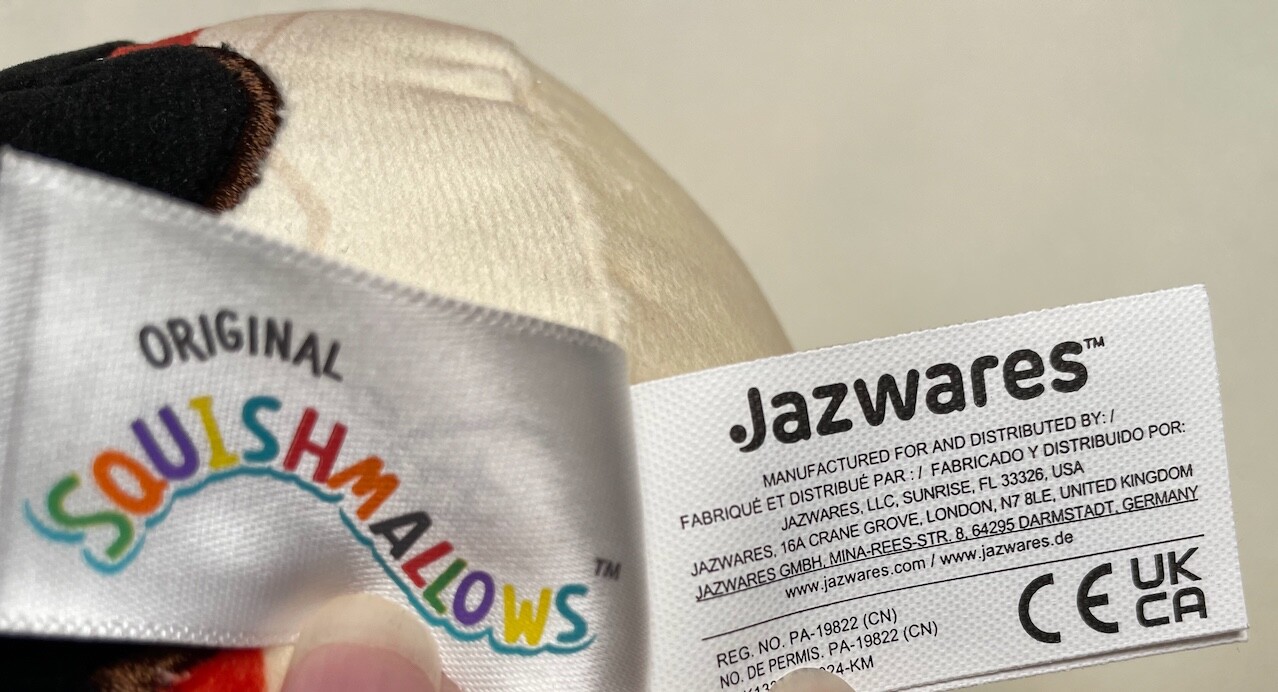 ORIGINAL
SQUISHMALLOWS™
Jazwares™
MANUFACTURED FOR AND DISTRIBUTED BY: /
FABRIQUÉ ET DISTRIBUÉ PAR : / FABRICADO Y DISTRIBUIDO POR:
JAZWARES, LLC, SUNRISE, FL 33326, USA
JAZWARES, 16A CRANE GROVE, LONDON, N7 8LE, UNITED KINGDOM
JAZWARES GMBH, MINA-REES-STR. 8, 64295 DARMSTADT, GERMANY
www.jazwares.com / www.jazwares.de
CE UK
CA
REG. NO. PA-19822 (CN)
NO. DE PERMIS. PA-19822 (CN)